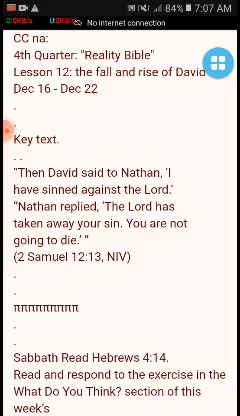 0KB/s 0KB/s No internet connection 84% 7:07 AM
CC na:
4th Quarter: "Reality Bible"
Lesson 12: the fall and rise of David
Dec 16 - Dec 22
.
.
Key text.
. .
"Then David said to Nathan, 'I
have sinned against the Lord.'
"Nathan replied, 'The Lord has
taken away your sin. You are not
going to die.' "
(2 Samuel 12:13, NIV)
.
.
πππππππππ
.
.
Sabbath Read Hebrews 4:14.
Read and respond to the exercise in the
What Do You Think? section of this
week's